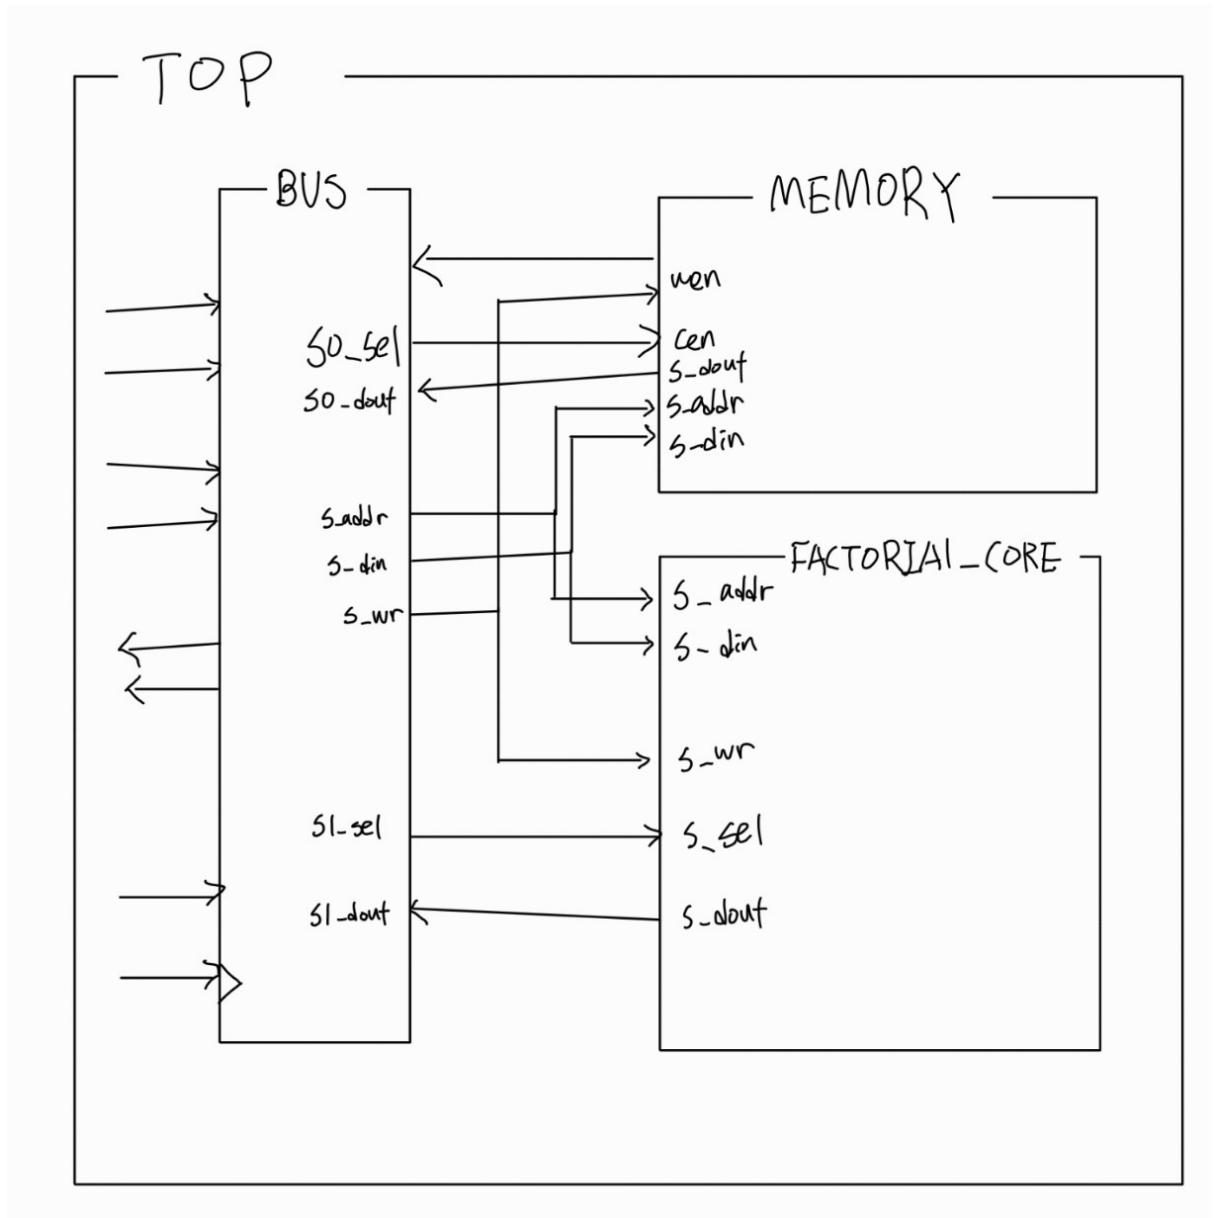 TOP
BUS
S0_sel
S0_dout
s_addr
s_din
s_wr
S1_sel
S1_dout
MEMORY
wen
cen
s_dout
s_addr
s_din
FACTORIAl_CORE
s_addr
s_din
s_wr
s_sel
s_dout